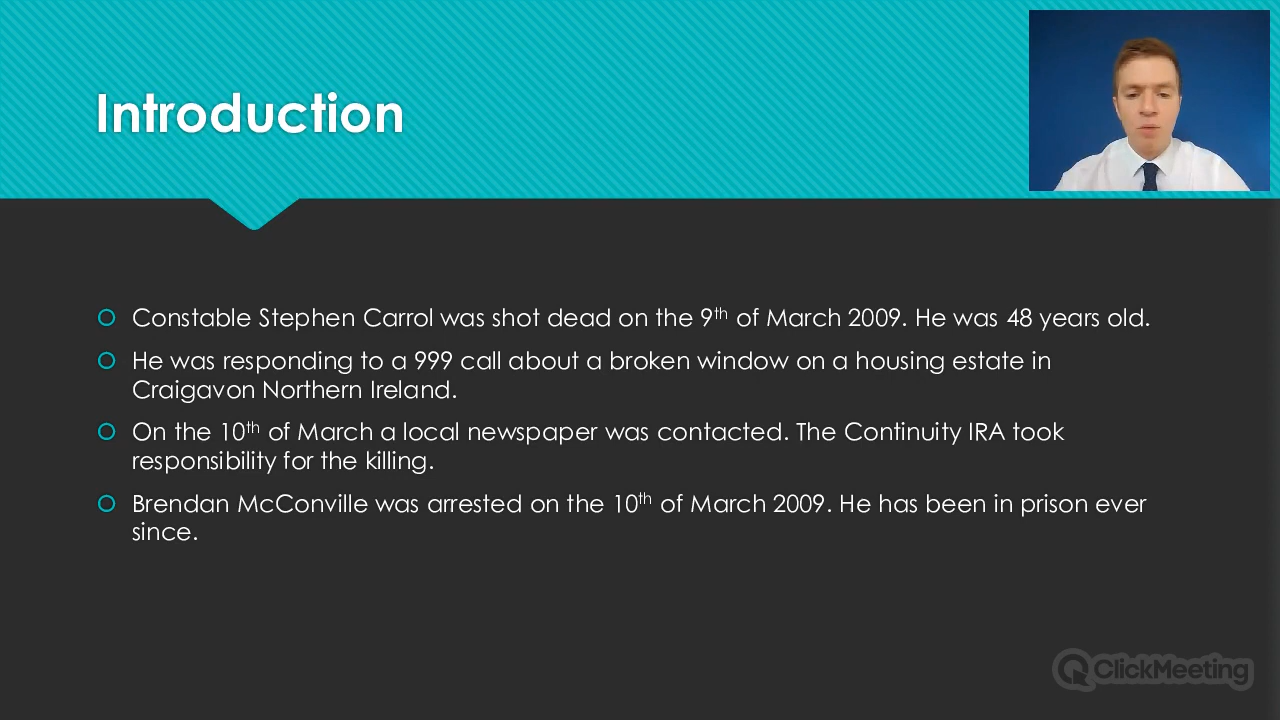 Introduction
Constable Stephen Carrol was shot dead on the 9th of March 2009. He was 48 years old.
He was responding to a 999 call about a broken window on a housing estate in
Craigavon Northern Ireland.
On the 10th of March a local newspaper was contacted. The Continuity IRA took
responsibility for the killing.
Brendan McConville was arrested on the 10th of March 2009. He has been in prison ever
since.
ClickMeeting